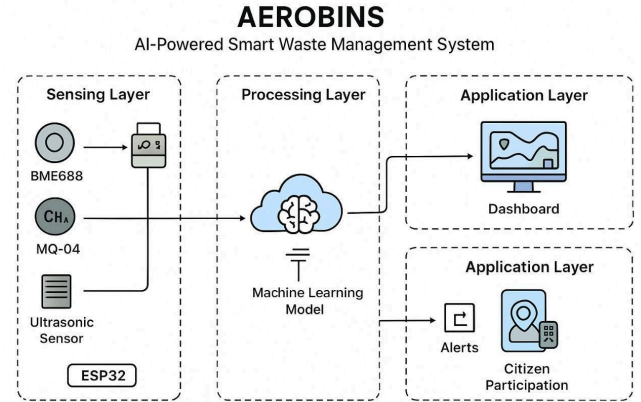 AEROBINS
AI-Powered Smart Waste Management System
Sensing Layer
BME688
CHA
MQ-04
Ultrasonic
Sensor
ESP32
Processing Layer
Machine Learning
Model
Application Layer
Dashboard
Application Layer
Alerts
Citizen
Participation